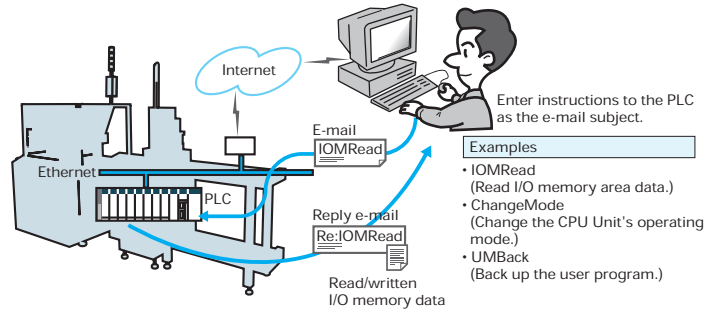 Internet
Enter instructions to the PLC
as the e-mail subject.
E-mail
IOMRead
Examples
• IOMRead
(Read I/O memory area data.)
• ChangeMode
(Change the CPU Unit's operating
mode.)
• UMBack
(Back up the user program.)
Ethernet
PLC
Reply e-mail
Re:IOMRead
Read/written
I/O memory data